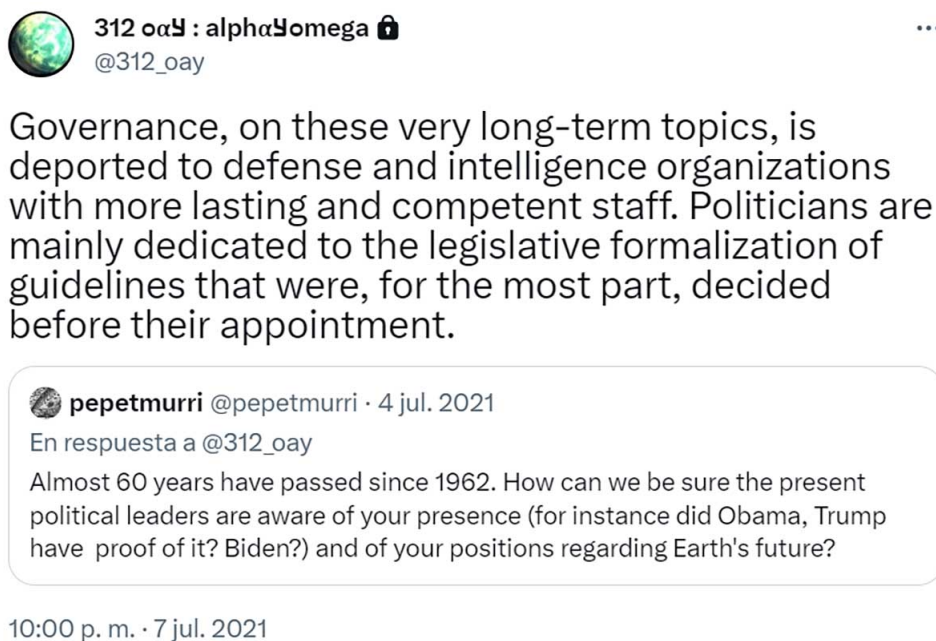 312 oαY : alphαYomega
@312_oay
Governance, on these very long-term topics, is
deported to defense and intelligence organizations
with more lasting and competent staff. Politicians are
mainly dedicated to the legislative formalization of
guidelines that were, for the most part, decided
before their appointment.
pepetmurri @pepetmurri · 4 jul. 2021
En respuesta a @312_oay
Almost 60 years have passed since 1962. How can we be sure the present
political leaders are aware of your presence (for instance did Obama, Trump
have proof of it? Biden?) and of your positions regarding Earth's future?
10:00 p. m. · 7 jul. 2021